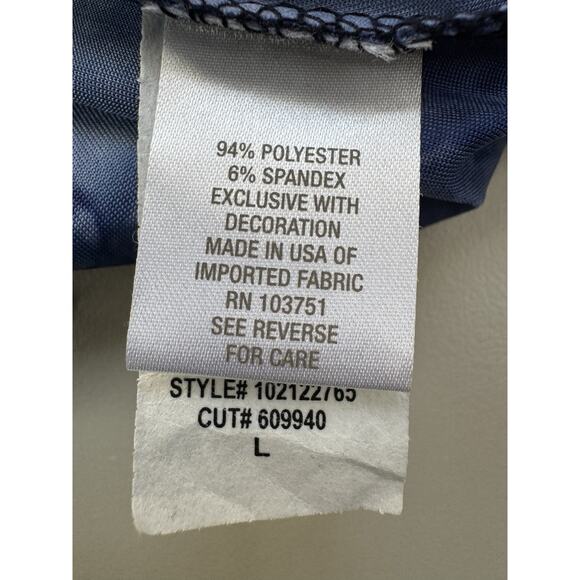 94% POLYESTER
6% SPANDEX
EXCLUSIVE WITH
DECORATION
MADE IN USA OF
IMPORTED FABRIC
RN 103751
SEE REVERSE
FOR CARE
STYLE# 102122765
CUT# 609940
L